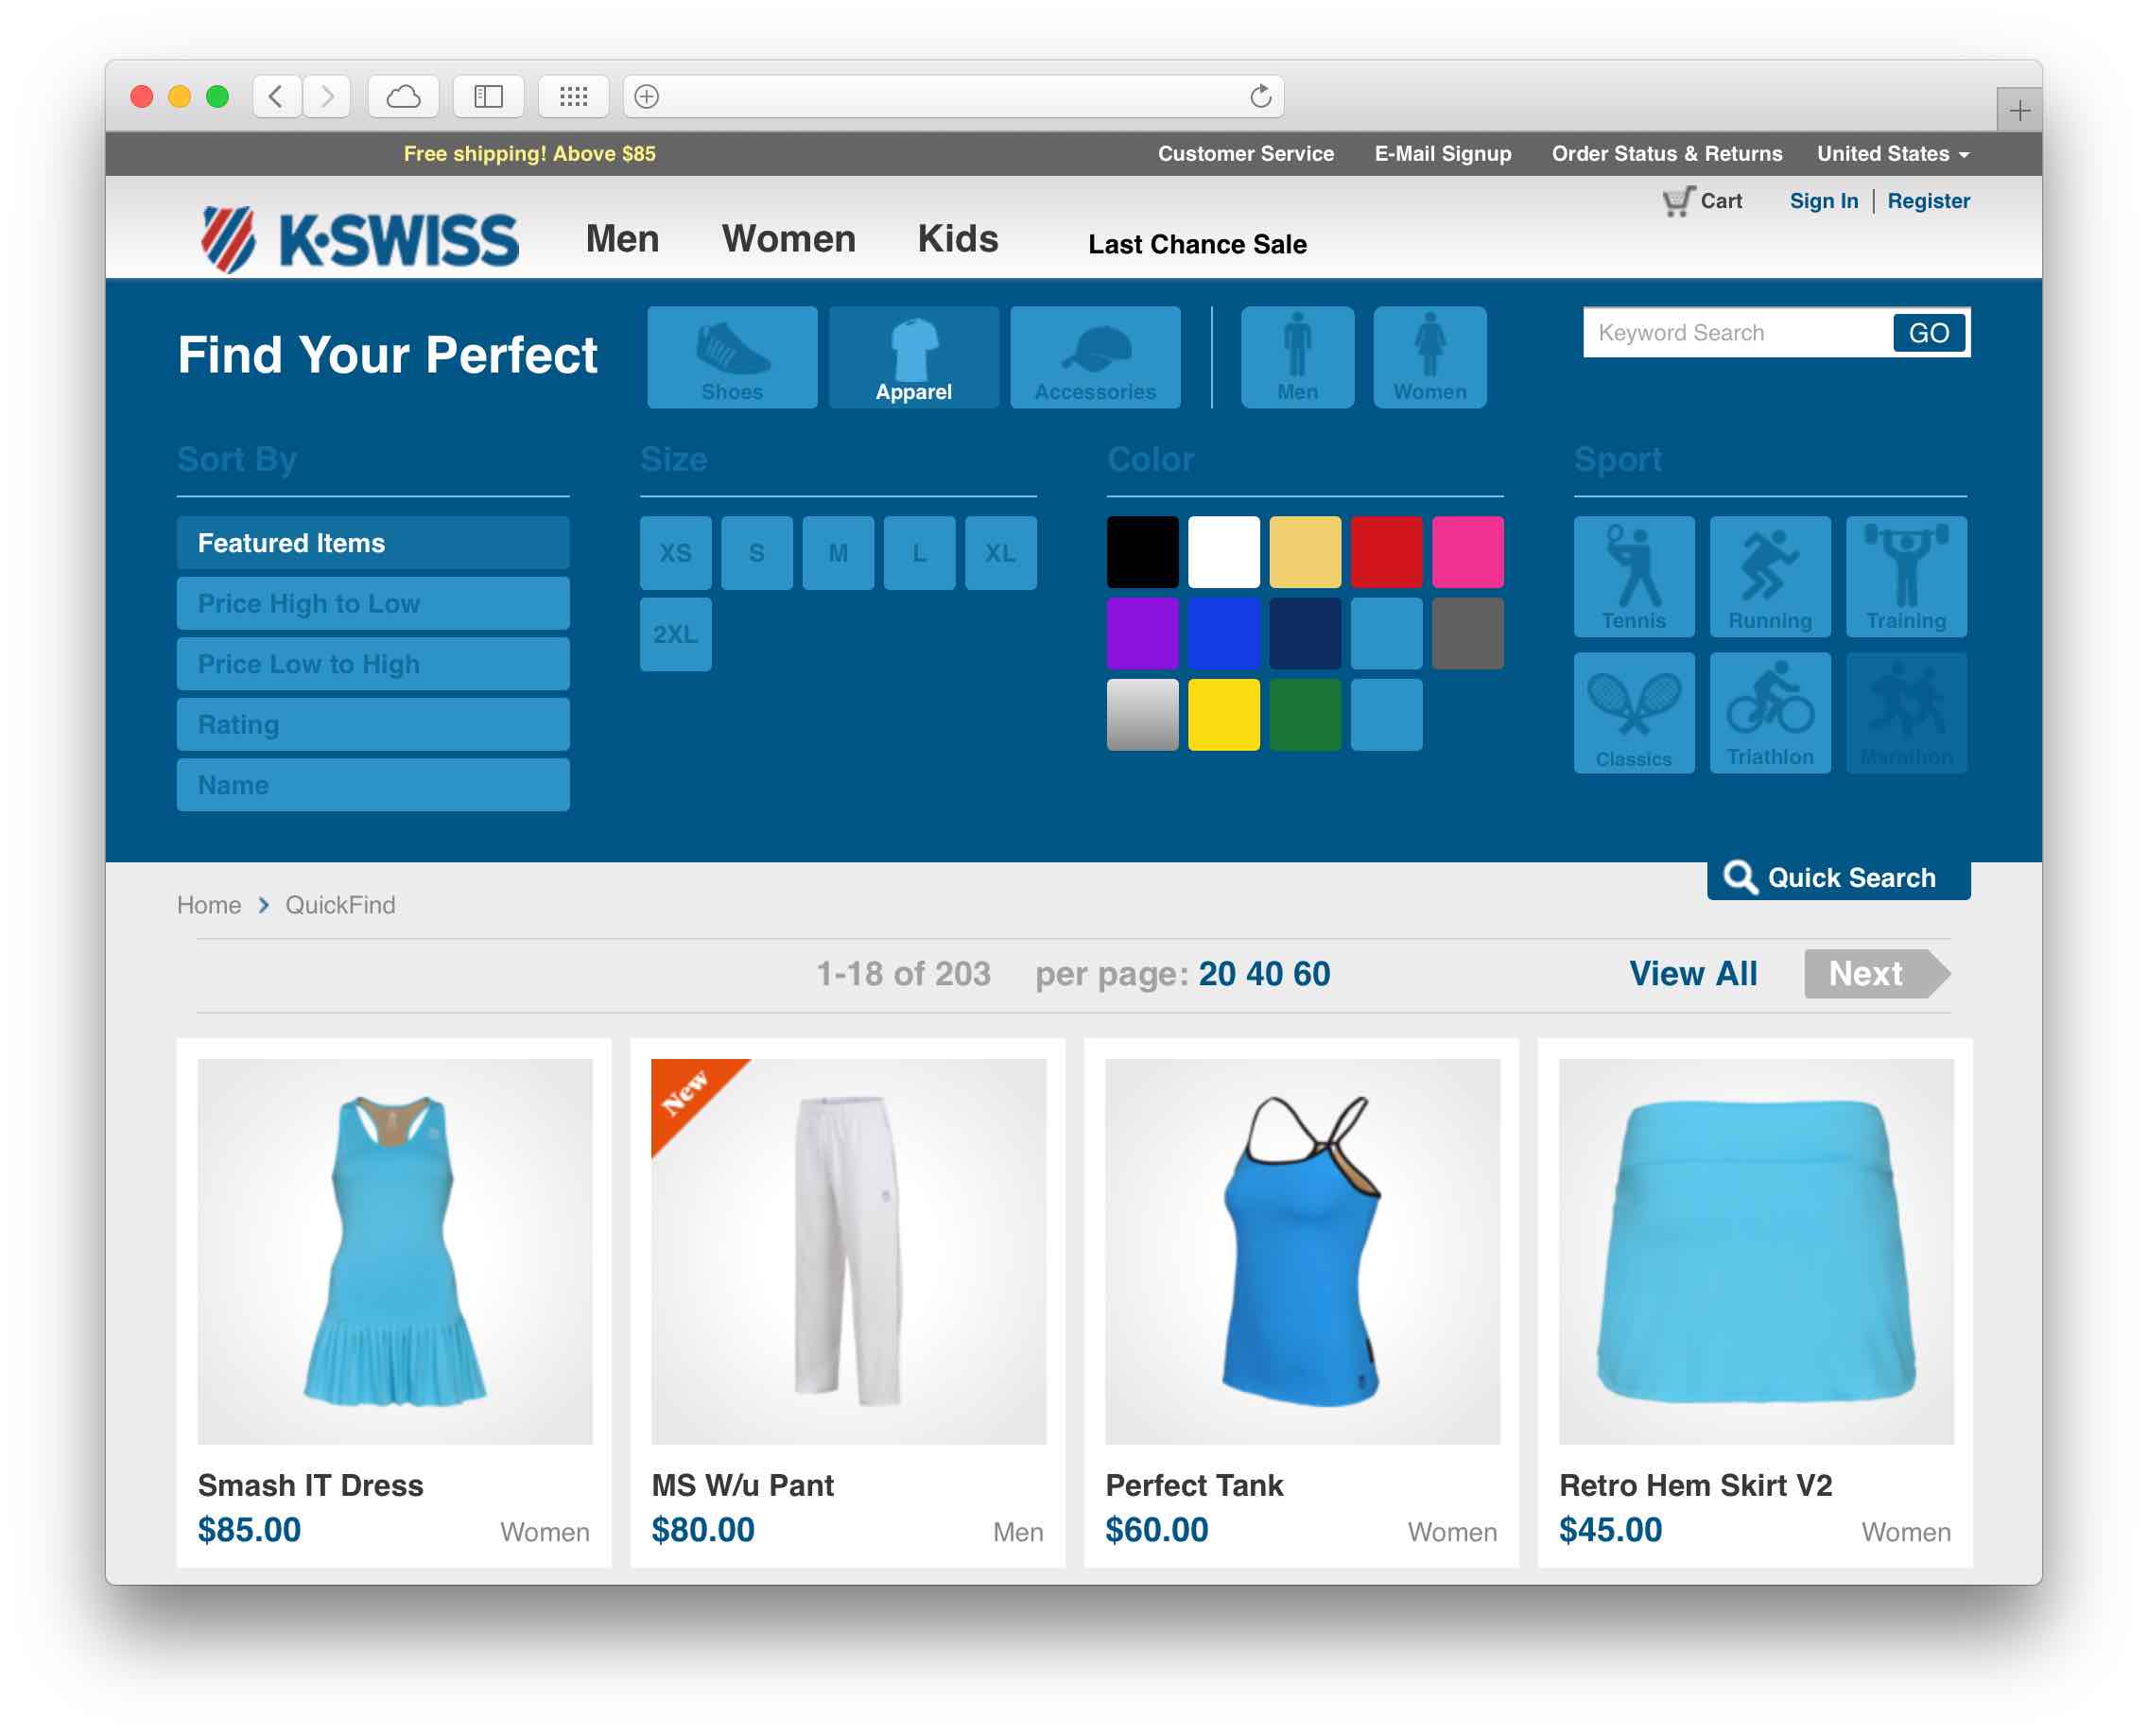 Free shipping! Above $85
Customer Service E-Mail Signup Order Status & Returns United States
Cart Sign In | Register
K·SWISS Men Women Kids Last Chance Sale
Find Your Perfect
Shoes Apparel Accessories Men Women
Keyword Search GO
Sort By
Featured Items
Price High to Low
Price Low to High
Rating
Name
Size
XS S M L XL
2XL
Color
Sport
Tennis Running Training
Classics Triathlon Marathon
Quick Search
Home > QuickFind
1-18 of 203 per page: 20 40 60 View All Next
New
Smash IT Dress
$85.00 Women
MS W/u Pant
$80.00 Men
Perfect Tank
$60.00 Women
Retro Hem Skirt V2
$45.00 Women